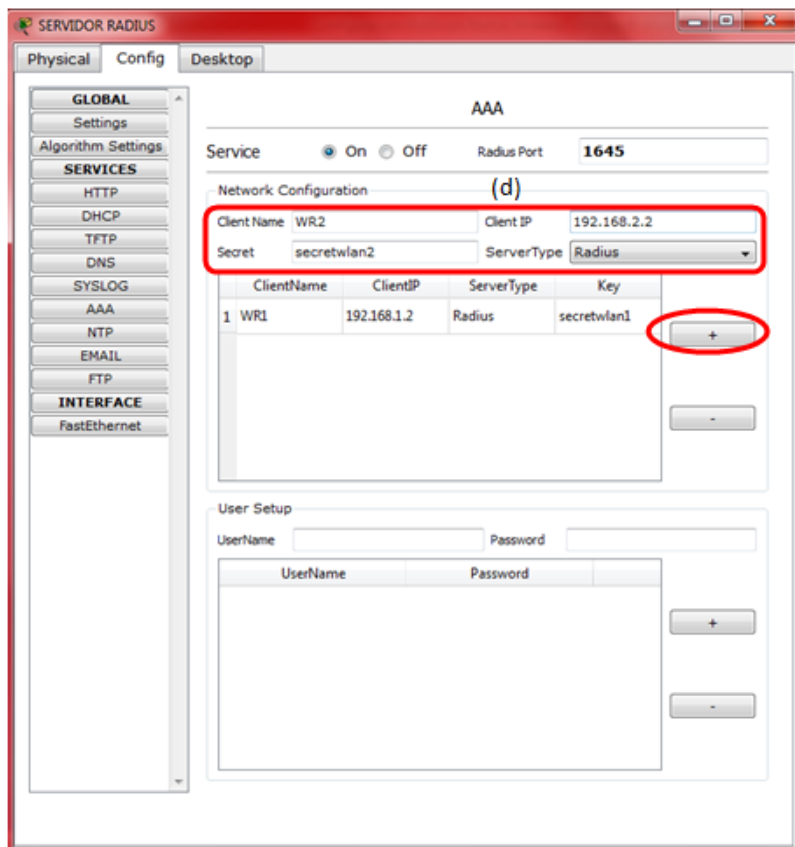 SERVIDOR RADIUS
Physical Config Desktop
GLOBAL
Settings
Algorithm Settings
SERVICES
HTTP
DHCP
TFTP
DNS
SYSLOG
AAA
NTP
EMAIL
FTP
INTERFACE
FastEthernet
AAA
Service On Off Radius Port 1645
Network Configuration (d)
Client Name WR2 Client IP 192.168.2.2
Secret secretwlan2 ServerType Radius
ClientName ClientIP ServerType Key
1 WR1 192.168.1.2 Radius secretwlan1
+
-
User Setup
UserName Password
UserName Password
+
-